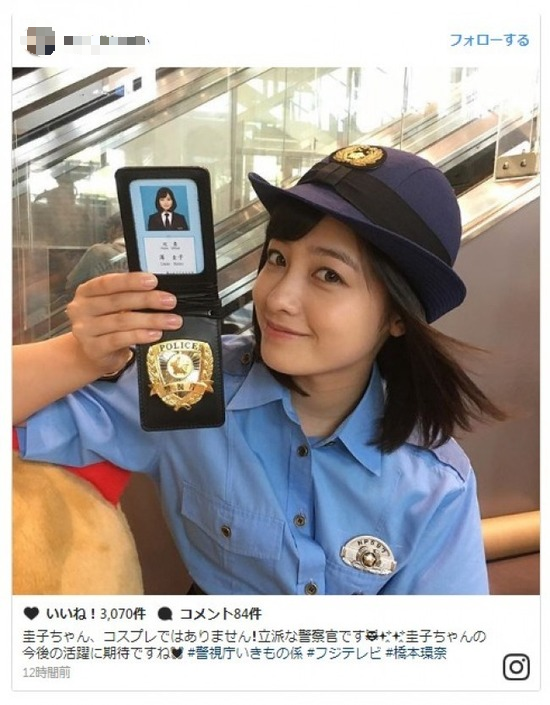 フォローする
POLICE
いいね！3,070件 コメント84件
圭子ちゃん、コスプレではありません！立派な警察官です🐱✨✨圭子ちゃんの
今後の活躍に期待ですね💓 #警視庁いきもの係 #フジテレビ #橋本環奈
12時間前